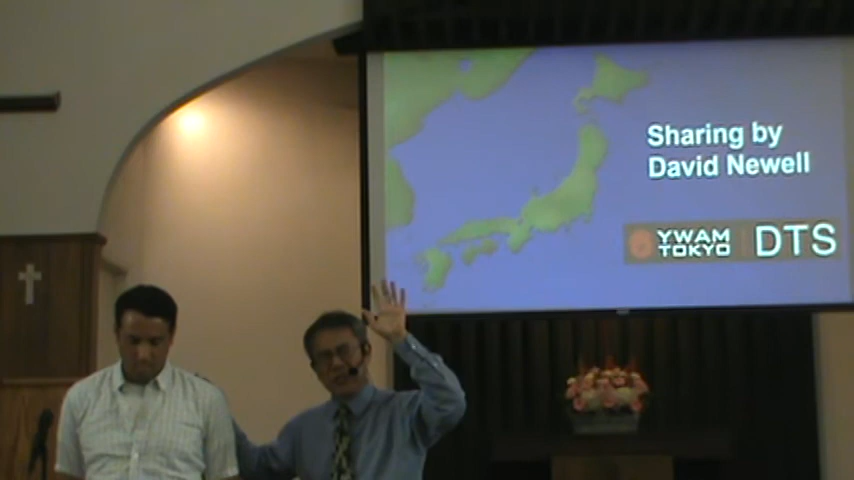 Sharing by
David Newell
YWAM
TOKYO
DTS